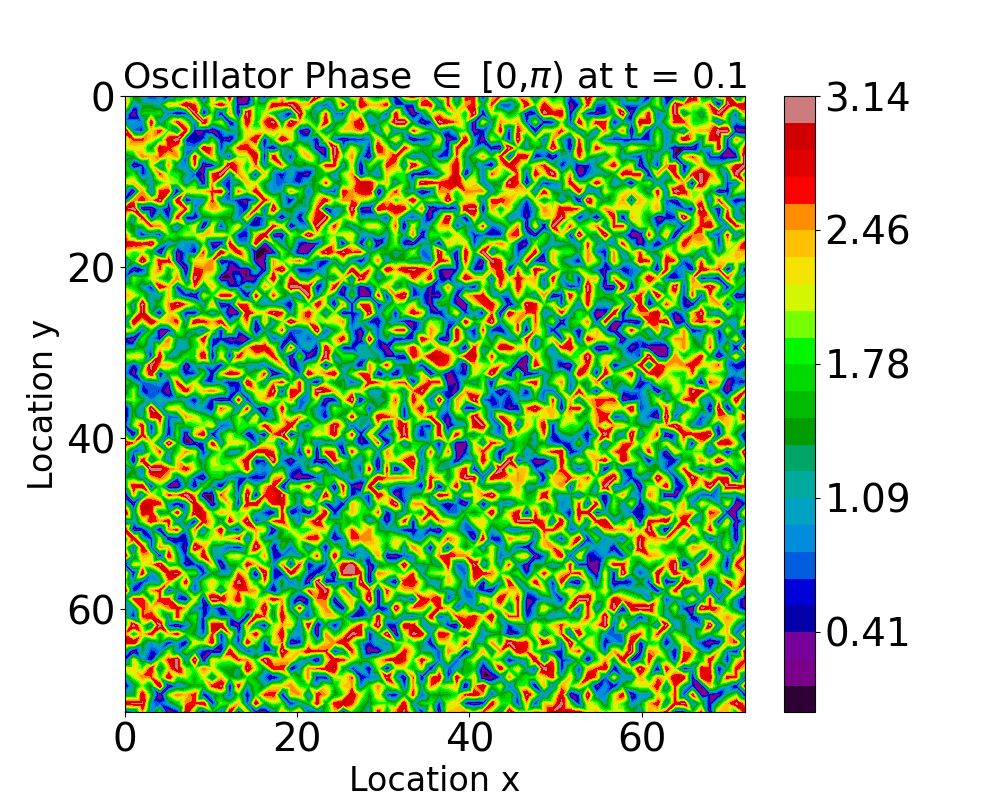 Oscillator Phase ∈ [0,π) at t = 0.1
0
20
40
60
Location y
0 20 40 60
Location x
3.14
2.46
1.78
1.09
0.41